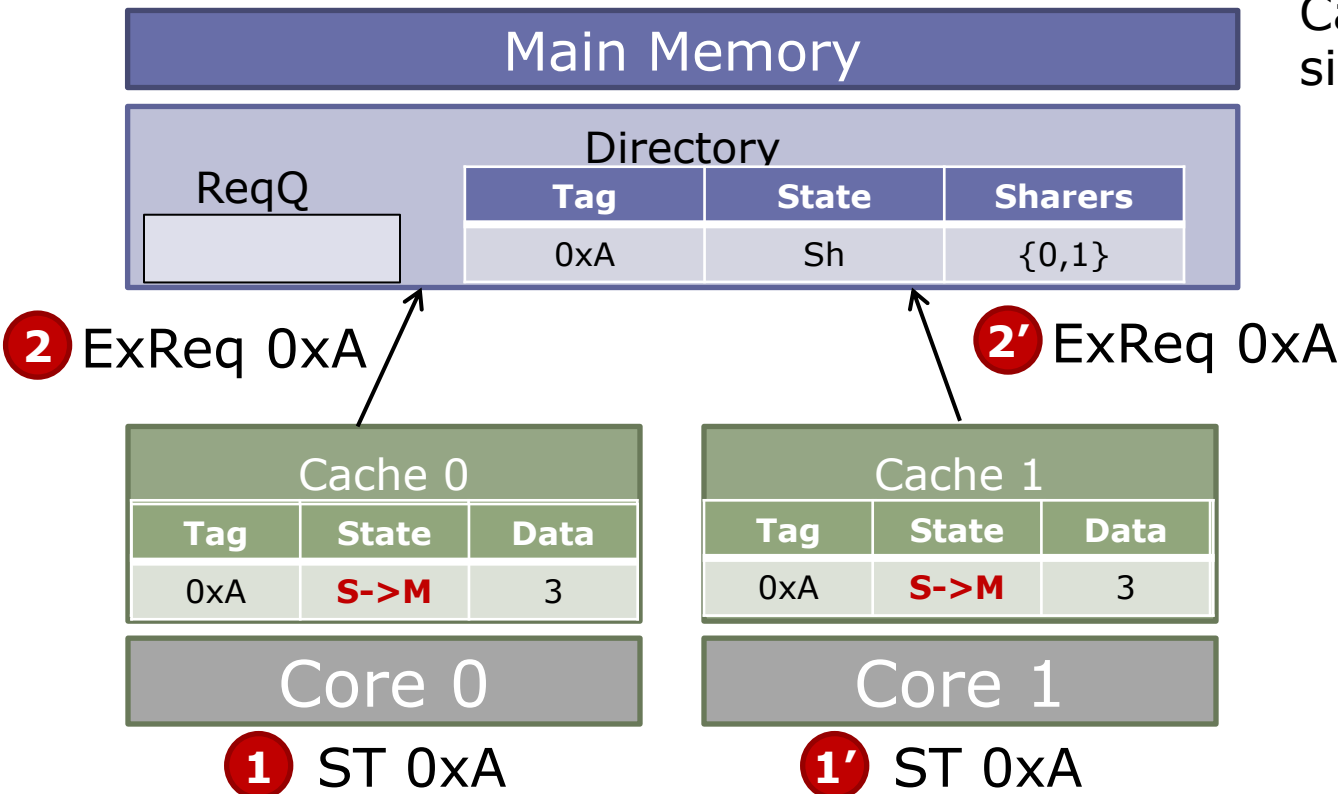 Ca
si
Main Memory
Directory
ReqQ
Tag State Sharers
0xA Sh {0,1}
2 ExReq 0xA
2′ ExReq 0xA
Cache 0
Tag State Data
0xA S->M 3
Core 0
1 ST 0xA
Cache 1
Tag State Data
0xA S->M 3
Core 1
1′ ST 0xA